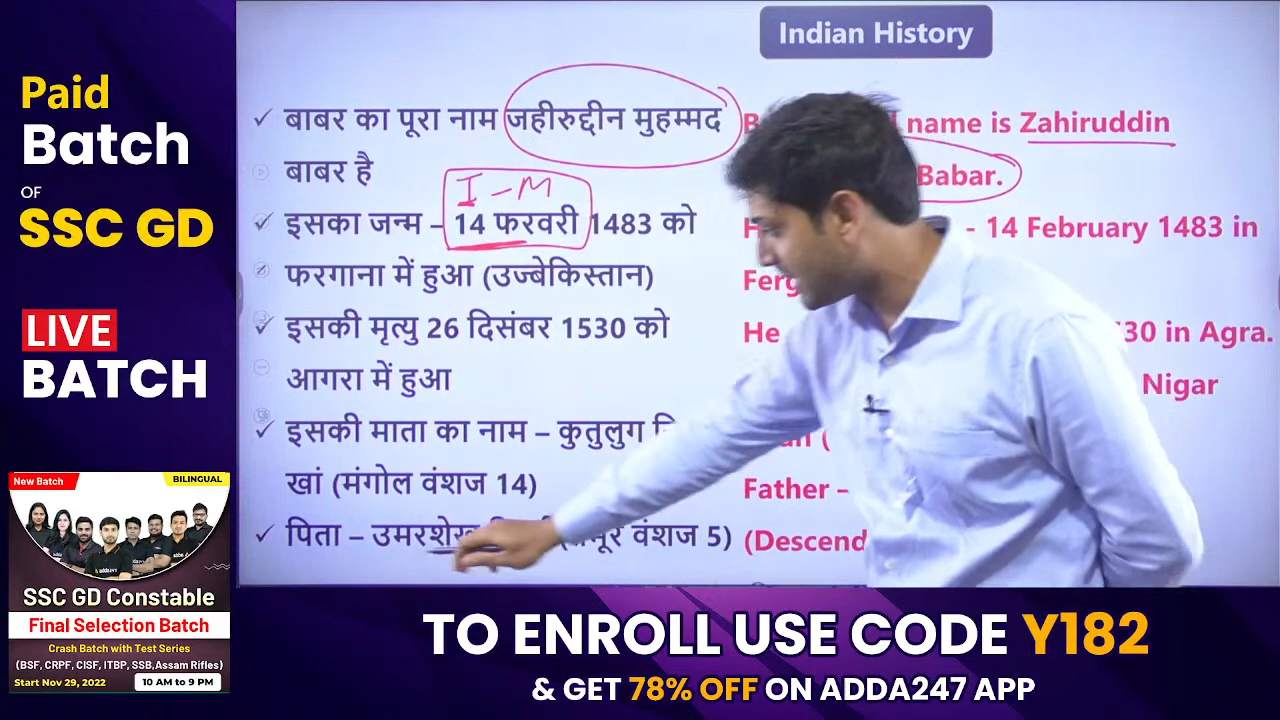 Paid
Batch
OF
SSC GD
LIVE
BATCH
New Batch
BILINGUAL
SSC GD Constable
Final Selection Batch
Crash Batch with Test Series
(BSF, CRPF, CISF, ITBP, SSB,Assam Rifles)
Start Nov 29, 2022
10 AM to 9 PM
Indian History
बाबर का पूरा नाम जहीरुद्दीन मुहम्मद
बाबर है
I - M
इसका जन्म – 14 फरवरी 1483 को
फरगाना में हुआ (उज्बेकिस्तान)
इसकी मृत्यु 26 दिसंबर 1530 को
आगरा में हुआ
इसकी माता का नाम – कुतुलुग
खां (मंगोल वंशज 14)
पिता – उमरशेख वंशज 5)
name is Zahiruddin
Babar.
- 14 February 1483 in
He 30 in Agra.
Nigar
Father –
(Descend
TO ENROLL USE CODE Y182
& GET 78% OFF ON ADDA247 APP